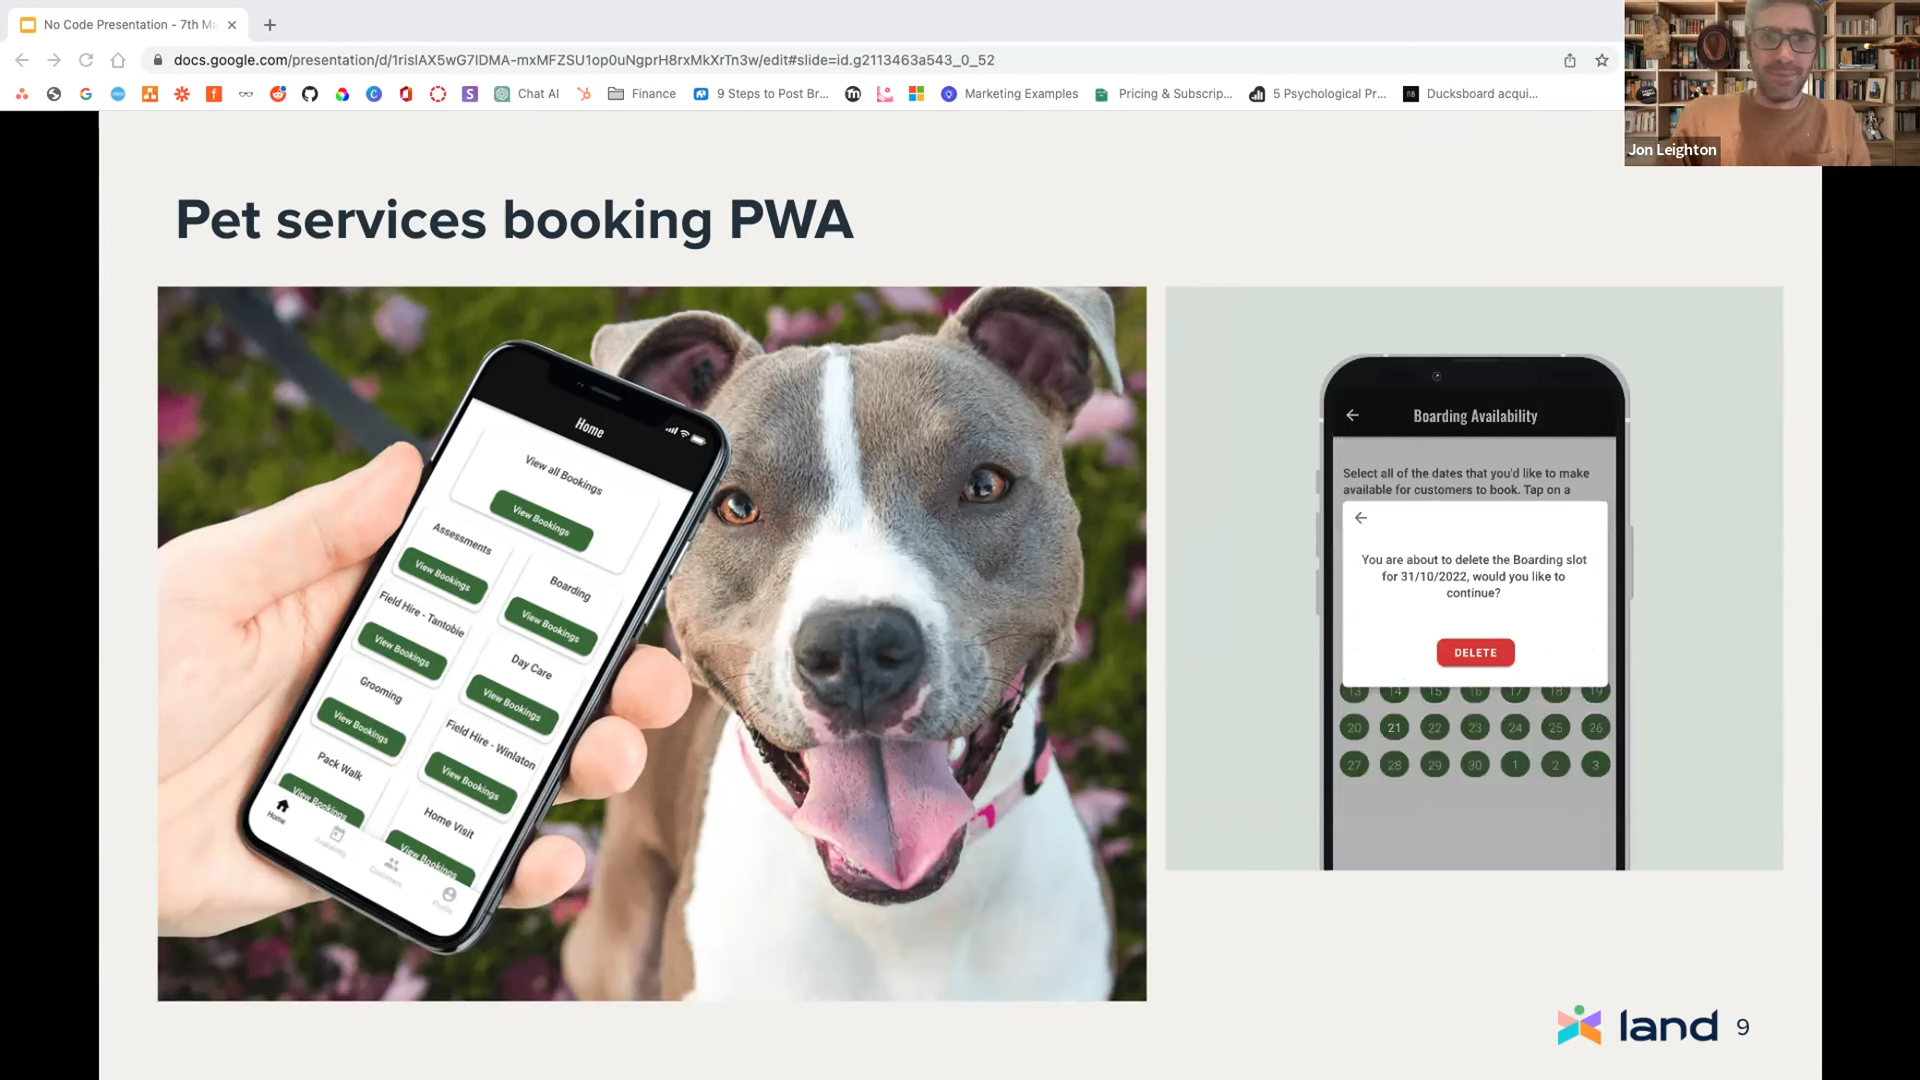 No Code Presentation - 7th Ma
docs.google.com/presentation/d/1rislAX5wG7IDMA-mxMFZSU1op0uNgprH8rxMkXrTn3w/edit#slide=id.g2113463a543_0_52
Chat AI
Finance
9 Steps to Post Br...
Marketing Examples
Pricing & Subscrip...
5 Psychological Pr...
Ducksboard acqui...
Jon Leighton
Pet services booking PWA
Home
View all Bookings
View Bookings
Assessments
View Bookings
Boarding
View Bookings
Field Hire - Tantobie
View Bookings
Day Care
View Bookings
Grooming
View Bookings
Field Hire - Winlaton
View Bookings
Pack Walk
View Bookings
Home Visit
View Bookings
Home
Availability
Customers
Profile
Boarding Availability
Select all of the dates that you'd like to make
available for customers to book. Tap on a
You are about to delete the Boarding slot
for 31/10/2022, would you like to
continue?
DELETE
13 14 15 16 17 18 19
20 21 22 23 24 25 26
27 28 29 30 1 2 3
land 9